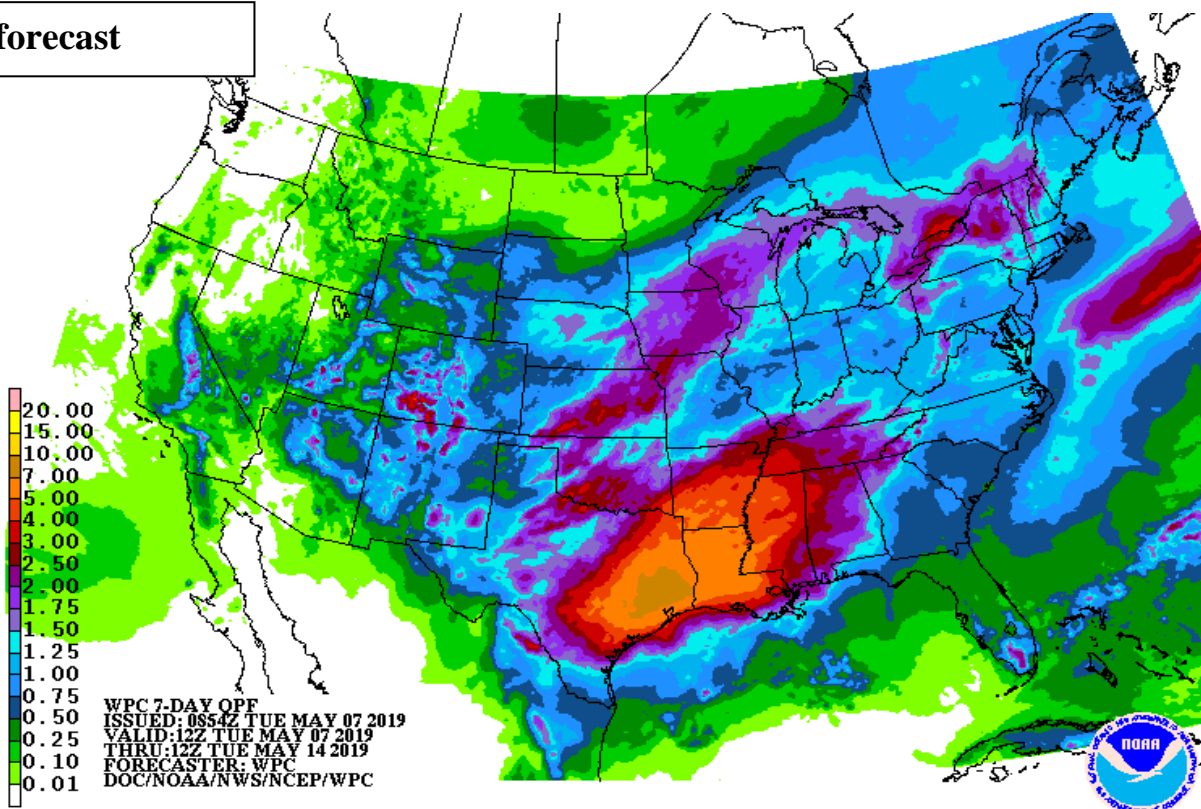 forecast
20.00
15.00
10.00
7.00
5.00
4.00
3.00
2.50
2.00
1.75
1.50
1.25
1.00
0.75
0.50
0.25
0.10
0.01
WPC 7-DAY QPF
ISSUED: 0854Z TUE MAY 07 2019
VALID:12Z TUE MAY 07 2019
THRU:12Z TUE MAY 14 2019
FORECASTER: WPC
DOC/NOAA/NWS/NCEP/WPC
NOAA